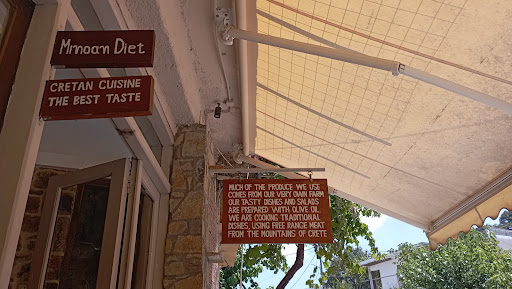 Minoan Diet
CRETAN CUISINE
THE BEST TASTE
MUCH OF THE PRODUCE WE USE
COMES FROM OUR VERY OWN FARM
OUR TASTY DISHES AND SALADS
ARE PREPARED WITH OLIVE OIL.
WE ARE COOKING TRADITIONAL
DISHES, USING FREE RANGE MEAT
FROM THE MOUNTAINS OF CRETE